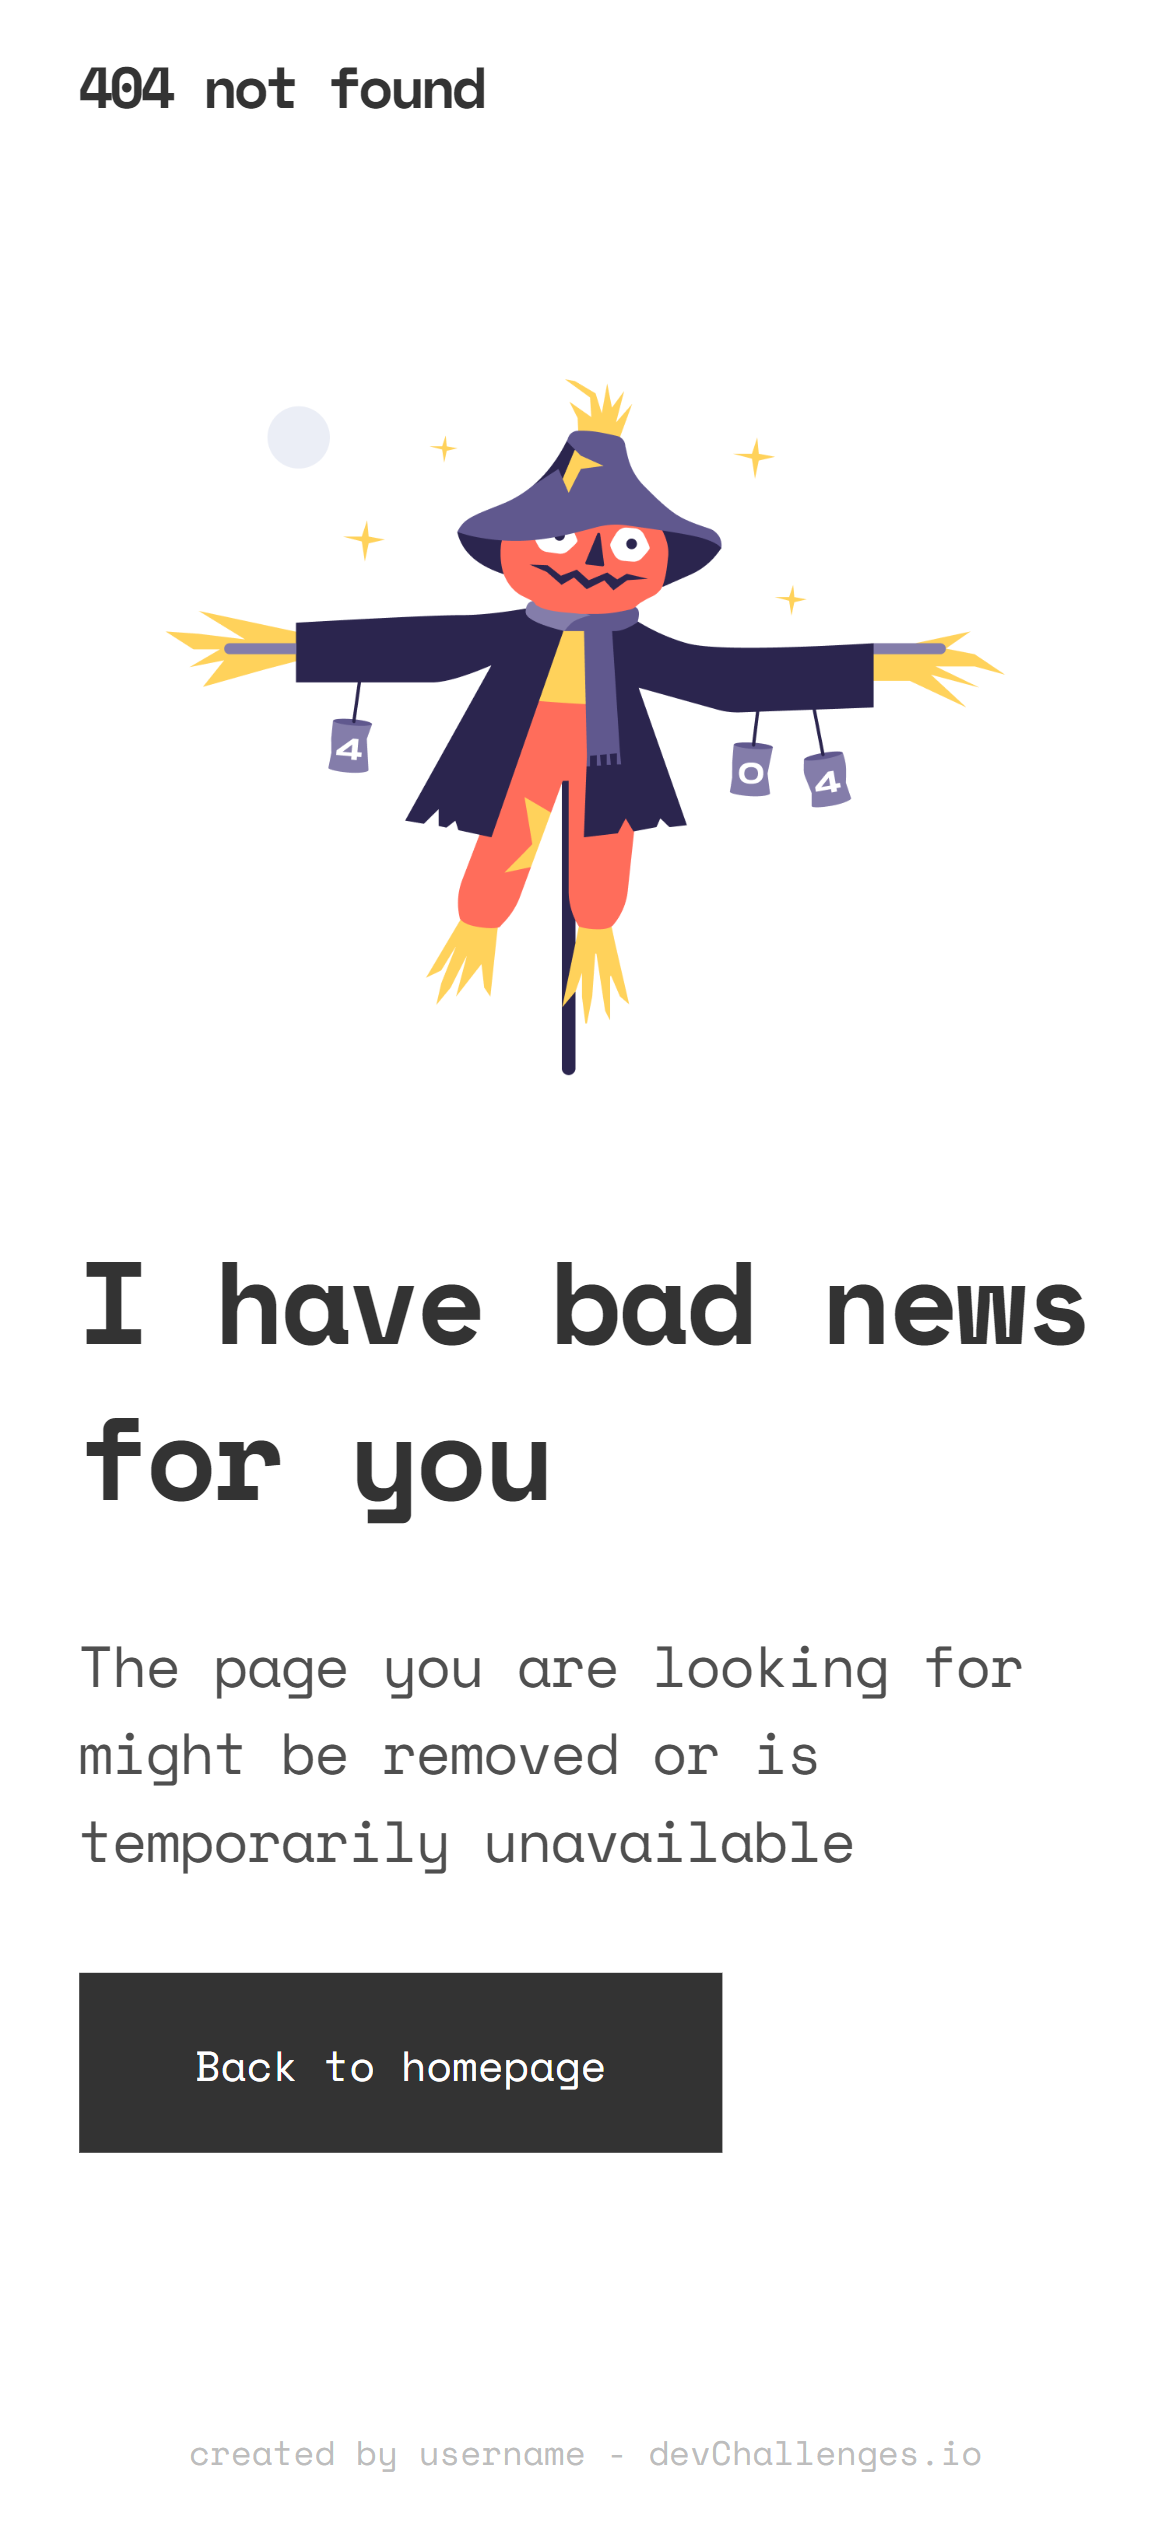 404 not found
4
0
4
I have bad news
for you
The page you are looking for
might be removed or is
temporarily unavailable
Back to homepage
created by username - devChallenges.io